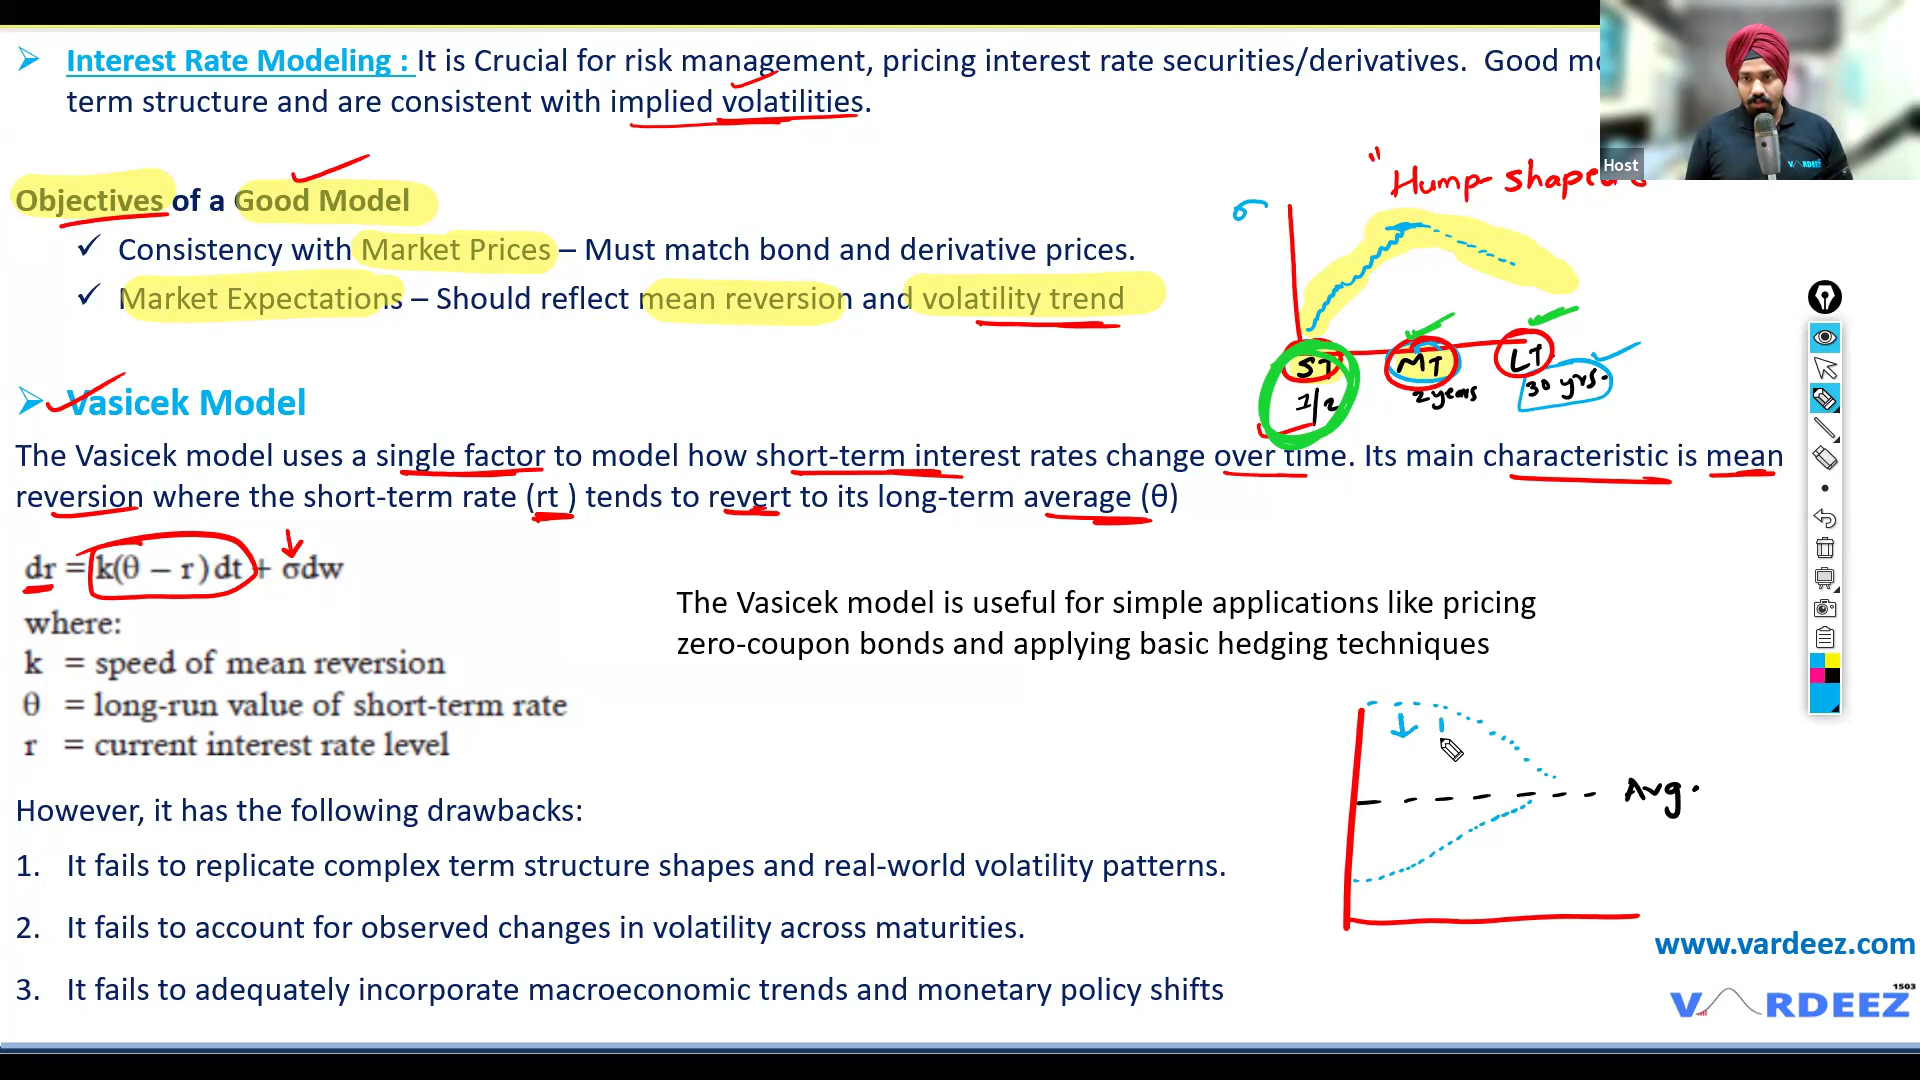 Interest Rate Modeling : It is Crucial for risk management, pricing interest rate securities/derivatives. Good
term structure and are consistent with implied volatilities.
Host
V RDEEZ
"Hump shaped
Objectives of a Good Model
σ
✓ Consistency with Market Prices – Must match bond and derivative prices.
✓ Market Expectations – Should reflect mean reversion and volatility trend
ST MT LT
1/2 2 years 30 yrs.
Vasicek Model
The Vasicek model uses a single factor to model how short-term interest rates change over time. Its main characteristic is mean
reversion where the short-term rate (rt ) tends to revert to its long-term average (θ)
dr = k(θ − r) dt + σdw
where:
k = speed of mean reversion
θ = long-run value of short-term rate
r = current interest rate level
The Vasicek model is useful for simple applications like pricing
zero-coupon bonds and applying basic hedging techniques
Avg.
However, it has the following drawbacks:
1. It fails to replicate complex term structure shapes and real-world volatility patterns.
2. It fails to account for observed changes in volatility across maturities.
3. It fails to adequately incorporate macroeconomic trends and monetary policy shifts
www.vardeez.com
1503
V RDEEZ